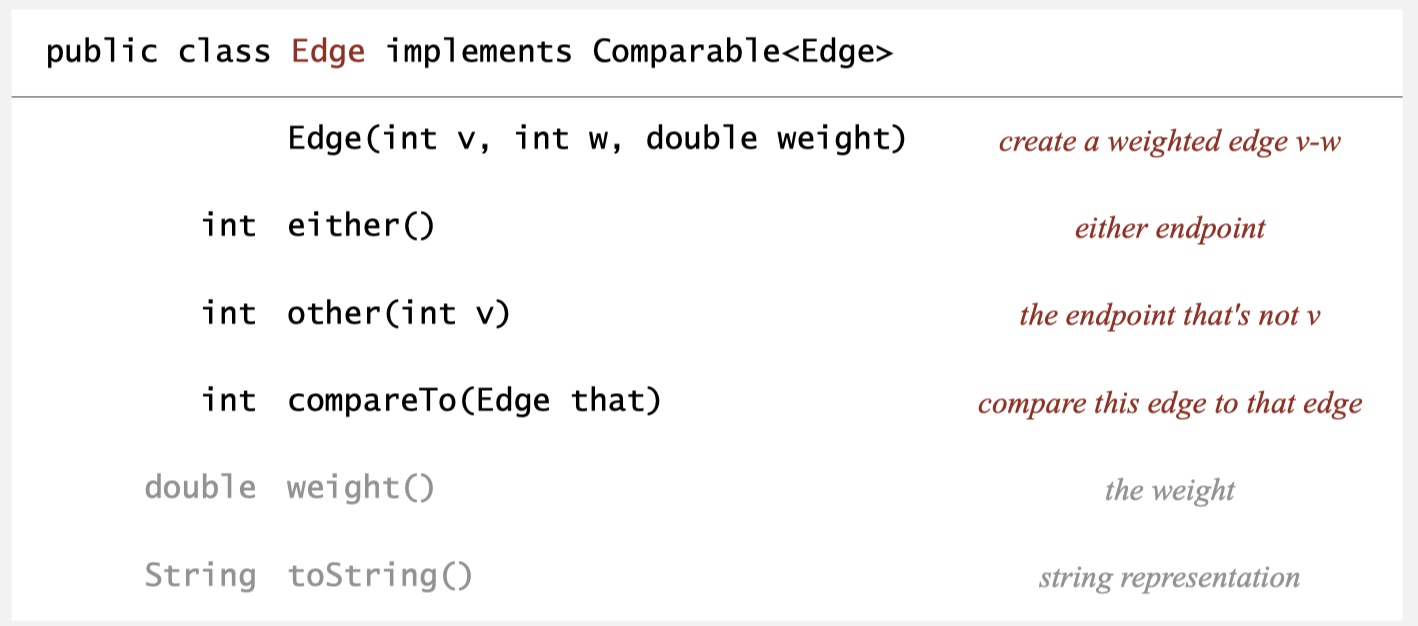 public class Edge implements Comparable<Edge>
Edge(int v, int w, double weight) create a weighted edge v-w
int either() either endpoint
int other(int v) the endpoint that's not v
int compareTo(Edge that) compare this edge to that edge
double weight() the weight
String toString() string representation